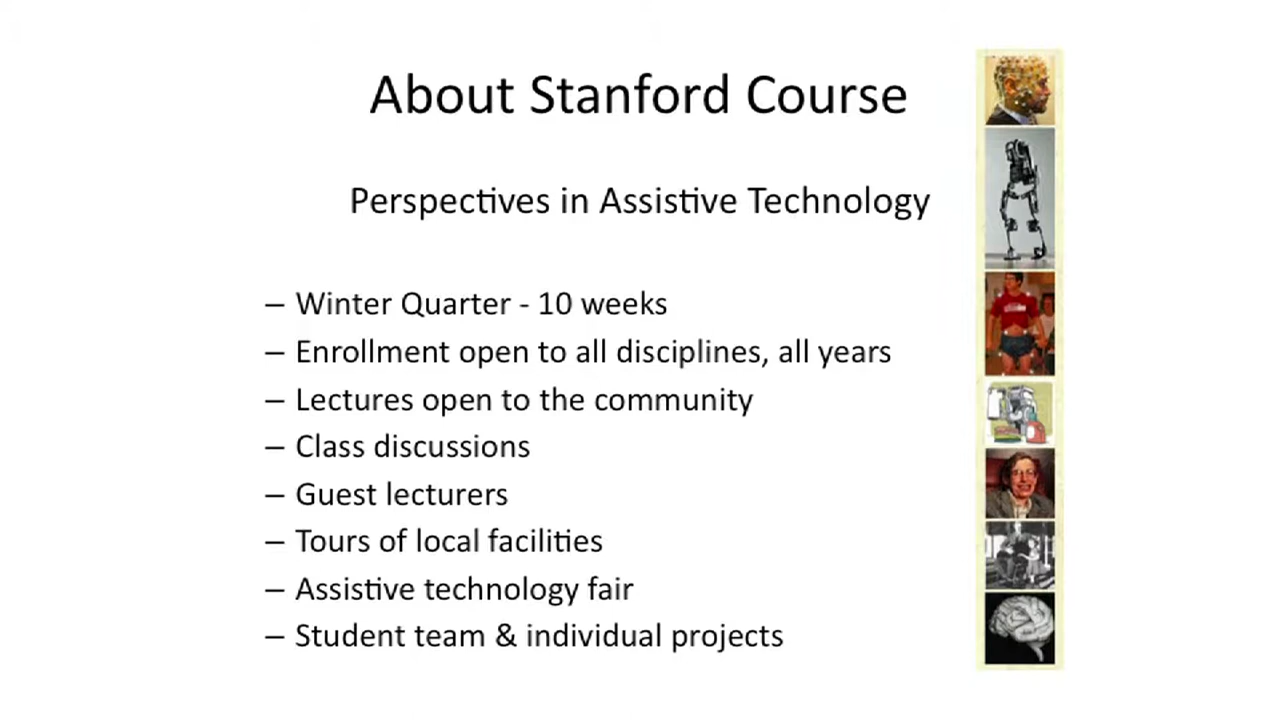 About Stanford Course
Perspectives in Assistive Technology
– Winter Quarter - 10 weeks
– Enrollment open to all disciplines, all years
– Lectures open to the community
– Class discussions
– Guest lecturers
– Tours of local facilities
– Assistive technology fair
– Student team & individual projects